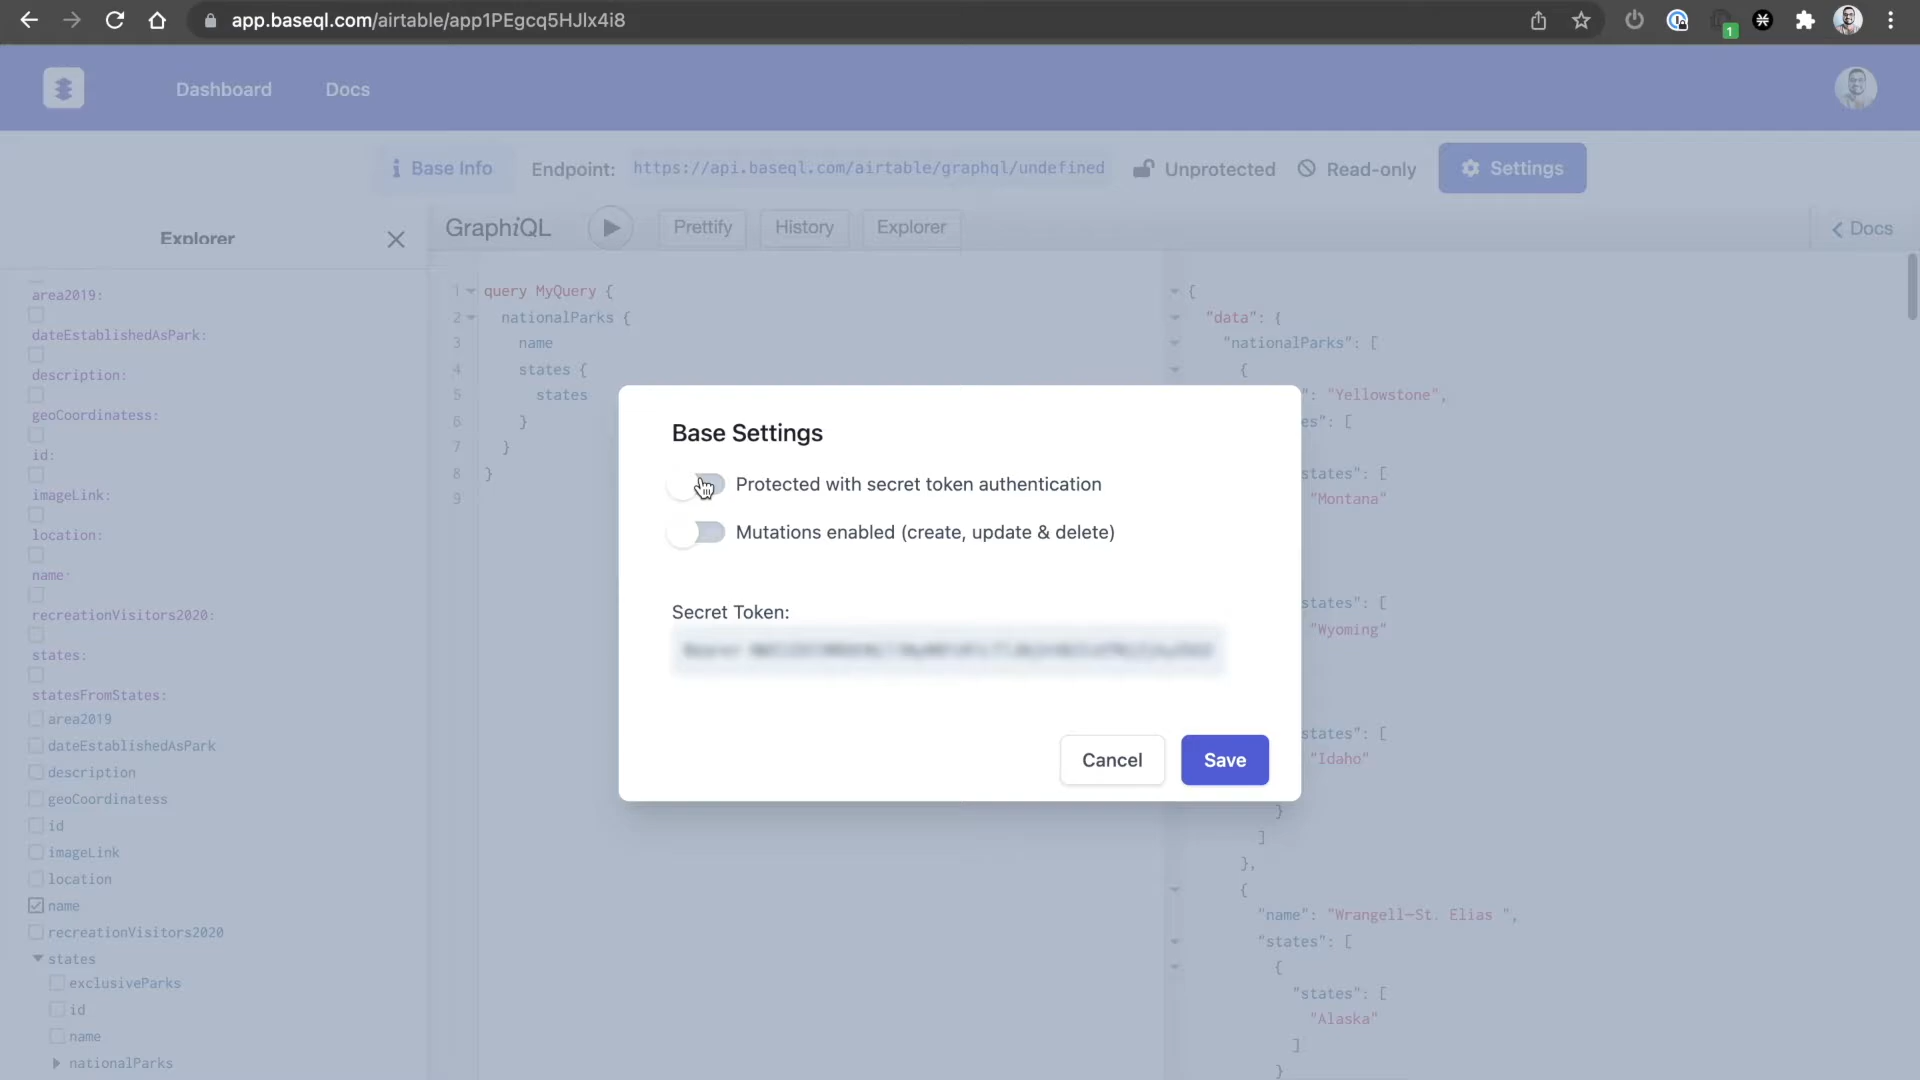 app.baseql.com/airtable/app1PEgcq5HJlx4i8
1
Dashboard
Docs
Base Info
Endpoint:
https://api.baseql.com/airtable/graphql/undefined
Unprotected
Read-only
Settings
Explorer
GraphiQL
Prettify
History
Explorer
Docs
area2019:
dateEstablishedAsPark:
description:
geoCoordinatess:
id:
imageLink:
location:
name:
recreationVisitors2020:
states:
statesFromStates:
area2019
dateEstablishedAsPark
description
geoCoordinatess
id
imageLink
location
name
recreationVisitors2020
states
exclusiveParks
id
name
nationalParks
1 query MyQuery {
2 nationalParks {
3 name
4 states {
5 states
6 }
7 }
8 }
9
Base Settings
Protected with secret token authentication
Mutations enabled (create, update & delete)
Secret Token:
Cancel
Save
{
"data": {
"nationalParks": [
{
": "Yellowstone",
es": [
states": [
"Montana"
states": [
"Wyoming"
states": [
"Idaho"
}
]
},
{
"name": "Wrangell–St. Elias ",
"states": [
{
"states": [
"Alaska"
]
}